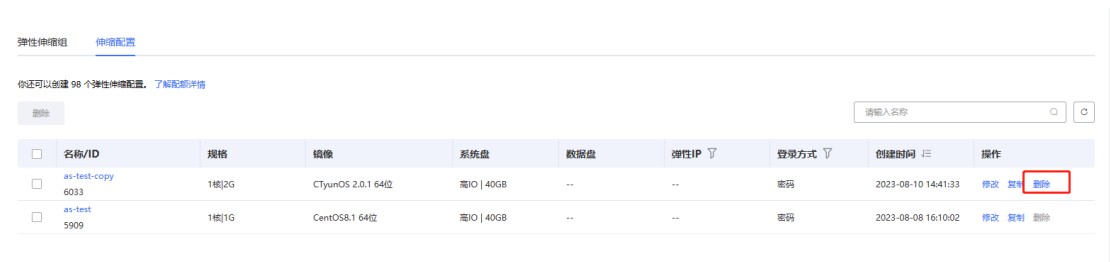 弹性伸缩组 伸缩配置
你还可以创建 98 个弹性伸缩配置。 了解配额详情
删除 请输入名称
名称/ID 规格 镜像 系统盘 数据盘 弹性IP 登录方式 创建时间 操作
as-test-copy
6033 1核|2G CTyunOS 2.0.1 64位 高IO | 40GB -- -- 密码 2023-08-10 14:41:33 修改 复制 删除
as-test
5909 1核|1G CentOS8.1 64位 高IO | 40GB -- -- 密码 2023-08-08 16:10:02 修改 复制 删除